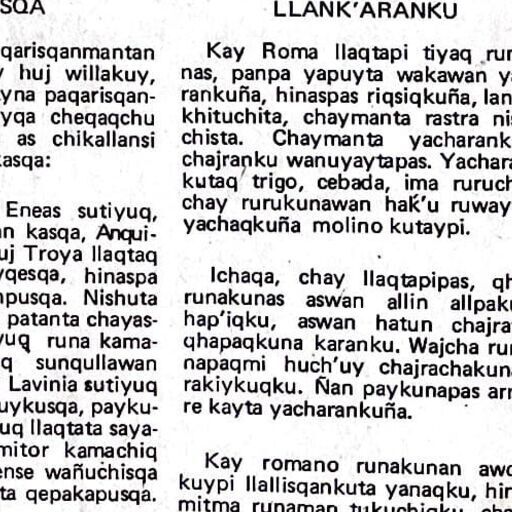 SQA
qarisqanmantan
huj willakuy,
yna paqarisqan-
yqa cheqaqchu
as chikallansi
kasqa:
Eneas sutiyuq,
n kasqa, Anqui-
uj Troya llaqtaq
yqesqa, hinaspa
npusqa. Nishuta
patanta chayas-
yuq runa kama-
q sunqullawan
Lavinia sutiyuq
uykusqa, payku-
uq llaqtata saya-
mitor kamachiq
ense wañuchisqa
ta qepakapusqa.
LLANK'ARANKU
Kay Roma llaqtapi tiyaq run
nas, panpa yapuyta wakawan ya
rankuña, hinaspas riqsiqkuña, lan
khituchita, chaymanta rastra nis
chista. Chaymanta yacharank
chajranku wanuyaytapas. Yachara
kutaq trigo, cebada, ima ruruch
chay rurukunawan hak'u ruway
yachaqkuña molino kutaypi.
Ichaqa, chay llaqtapipas, qh
runakunas aswan allin allpaku
hap'iqku, aswan hatun chajra
qhapaqkuna karanku. Wajcha run
napaqmi huch'uy chajrachakuna
rakiykuqku. Ñan paykunapas arr
re kayta yacharankuña.
Kay romano runakunan awq
kuypi llallisqankuta yanaqku, hin
mitma runaman tukuchiqku, cha